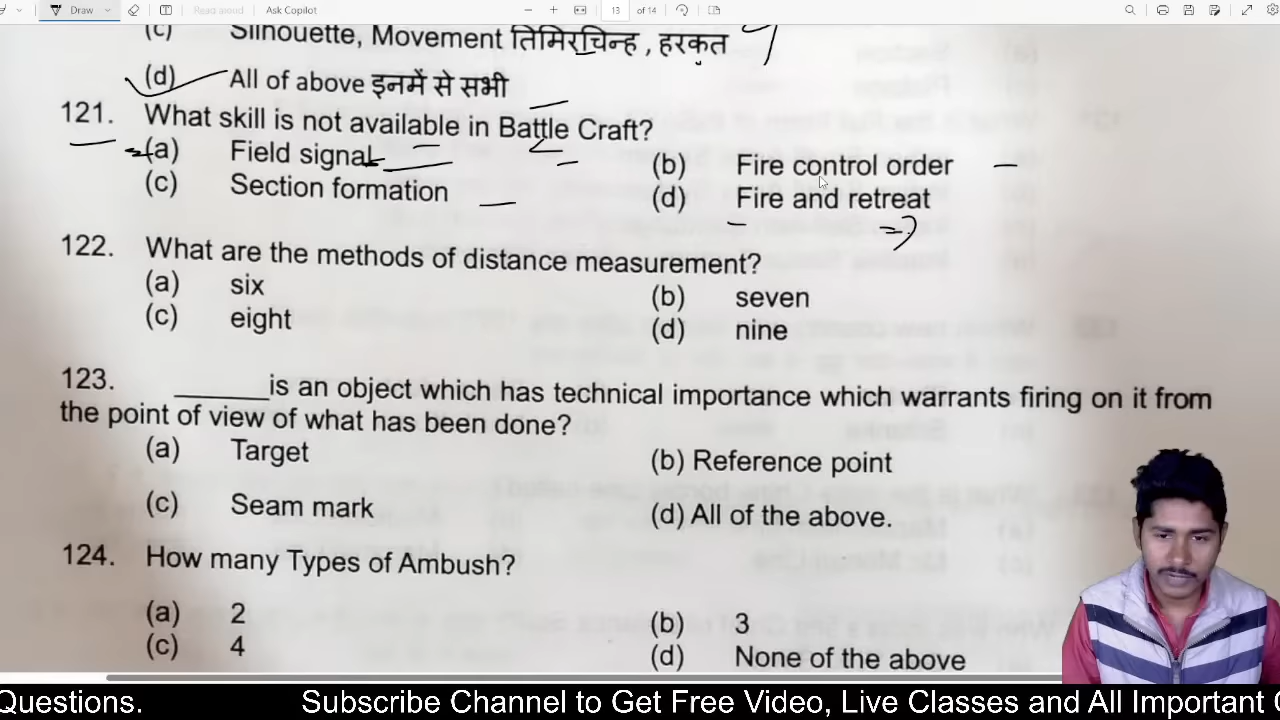 Draw
Read aloud
Ask Copilot
13 of 14
(c) Silhouette, Movement तिमिरचिन्ह , हरकत
(d) All of above इनमें से सभी
121. What skill is not available in Battle Craft?
(a) Field signal (b) Fire control order
(c) Section formation (d) Fire and retreat
122. What are the methods of distance measurement?
(a) six (b) seven
(c) eight (d) nine
123. ______is an object which has technical importance which warrants firing on it from
the point of view of what has been done?
(a) Target (b) Reference point
(c) Seam mark (d) All of the above.
124. How many Types of Ambush?
(a) 2 (b) 3
(c) 4 (d) None of the above
Questions. Subscribe Channel to Get Free Video, Live Classes and All Important